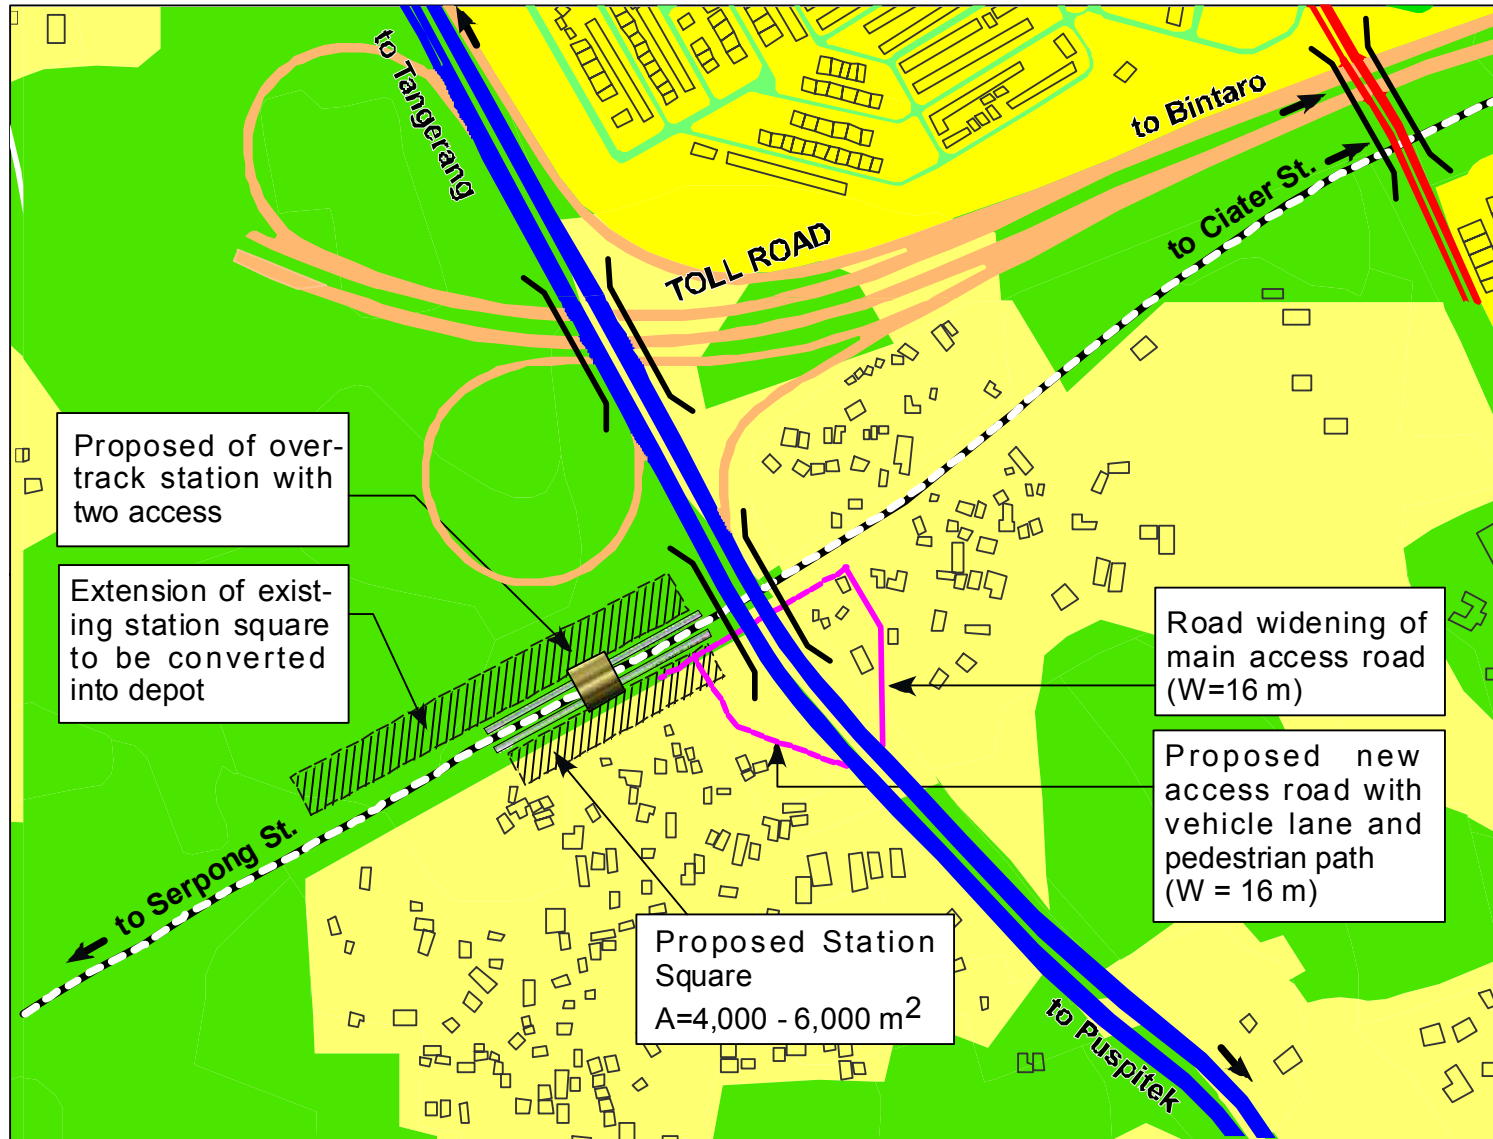 to Tangerang
to Bintaro
to Ciater St.
TOLL ROAD
Proposed of over-
track station with
two access
Extension of exist-
ing station square
to be converted
into depot
Road widening of
main access road
(W=16 m)
Proposed new
access road with
vehicle lane and
pedestrian path
(W = 16 m)
to Serpong St.
Proposed Station
Square
A=4,000 - 6,000 m²
to Puspitek